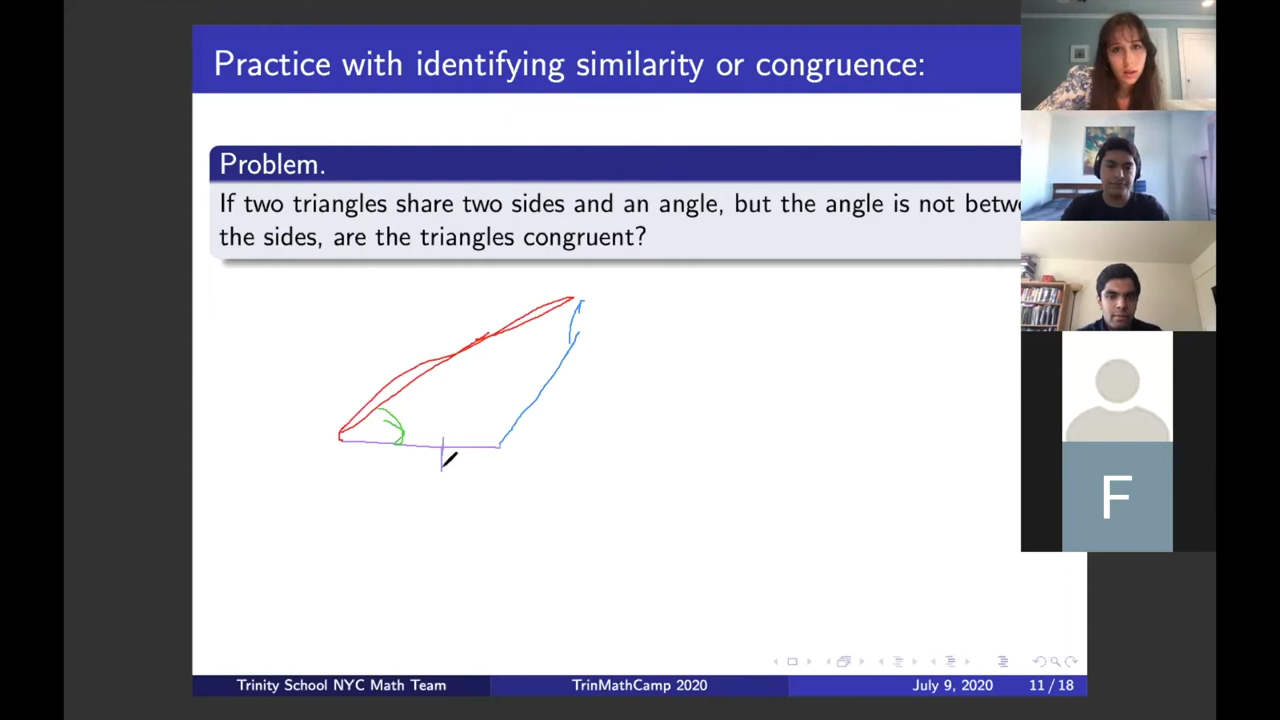 Practice with identifying similarity or congruence:
Problem.
If two triangles share two sides and an angle, but the angle is not betw
the sides, are the triangles congruent?
F
Trinity School NYC Math Team
TrinMathCamp 2020
July 9, 2020
11 / 18